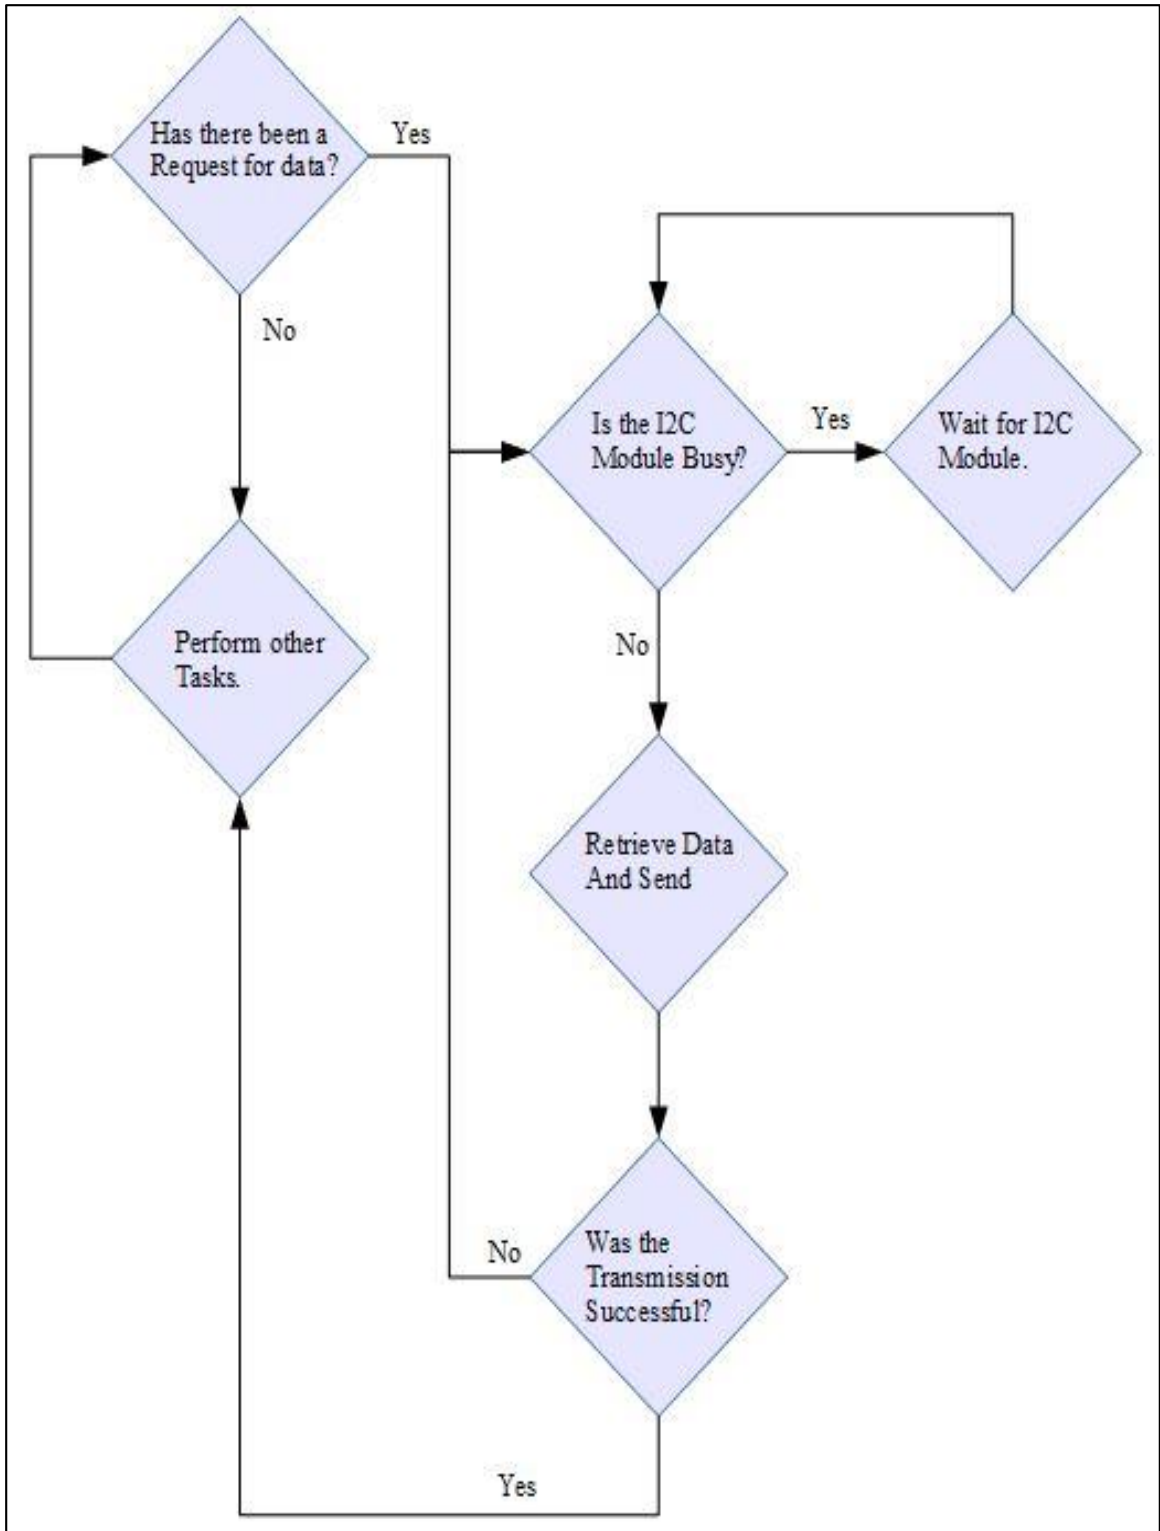 Has there been a
Request for data?
Yes
No
Is the I2C
Module Busy?
Yes
Wait for I2C
Module.
No
Perform other
Tasks.
Retrieve Data
And Send
No
Was the
Transmission
Successful?
Yes